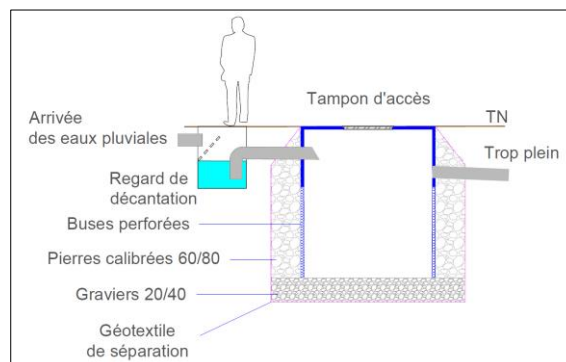 Tampon d'accès
TN
Arrivée
des eaux pluviales
Trop plein
Regard de
décantation
Buses perforées
Pierres calibrées 60/80
Graviers 20/40
Géotextile
de séparation